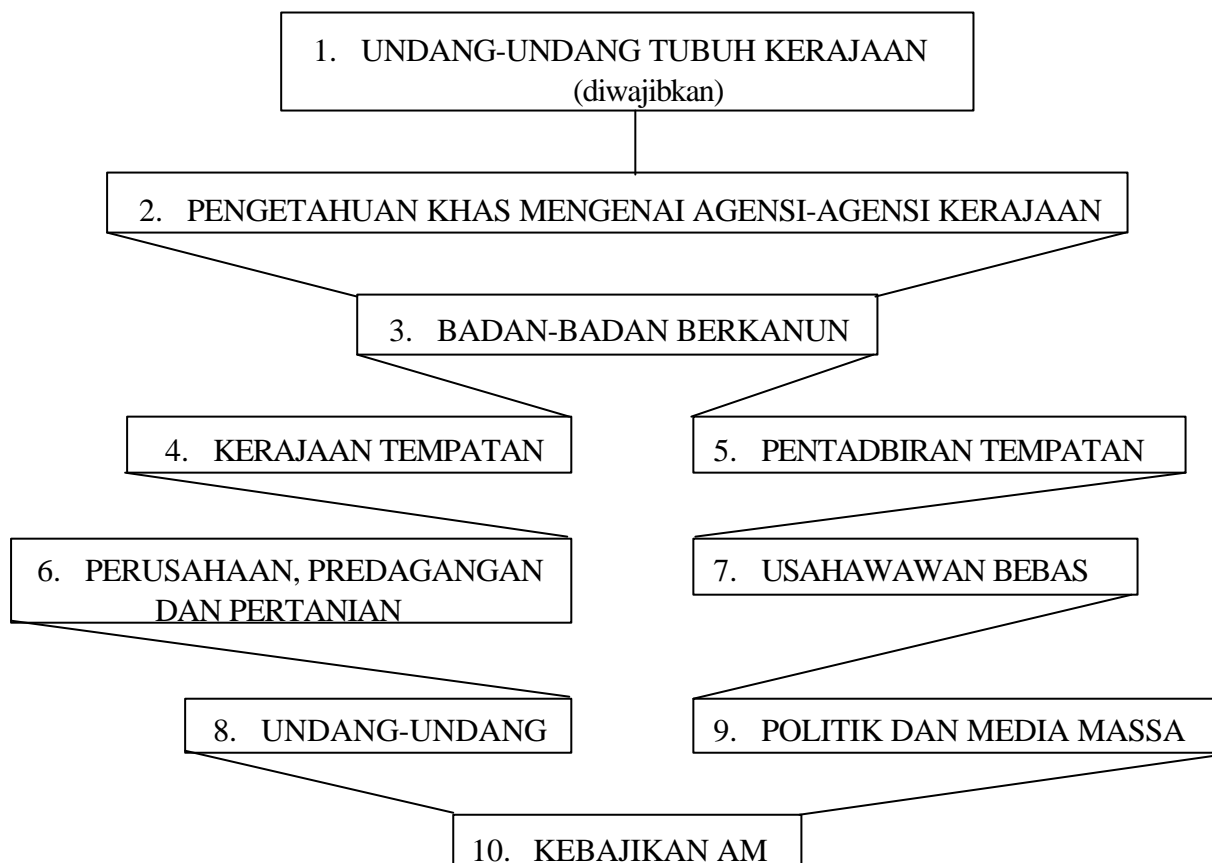 1. UNDANG-UNDANG TUBUH KERAJAAN
(diwajibkan)
2. PENGETAHUAN KHAS MENGENAI AGENSI-AGENSI KERAJAAN
3. BADAN-BADAN BERKANUN
4. KERAJAAN TEMPATAN
5. PENTADBIRAN TEMPATAN
6. PERUSAHAAN, PREDAGANGAN
DAN PERTANIAN
7. USAHAWAWAN BEBAS
8. UNDANG-UNDANG
9. POLITIK DAN MEDIA MASSA
10. KEBAJIKAN AM